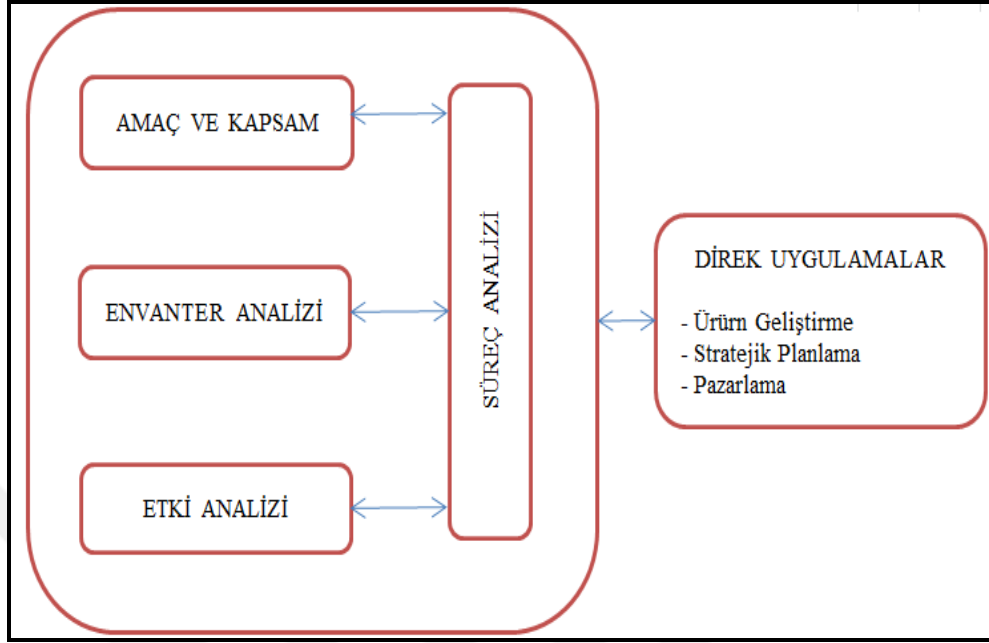 AMAÇ VE KAPSAM
ENVANTER ANALİZİ
ETKİ ANALİZİ
SÜREÇ ANALİZİ
DİREK UYGULAMALAR
- Ürürn Geliştirme
- Stratejik Planlama
- Pazarlama